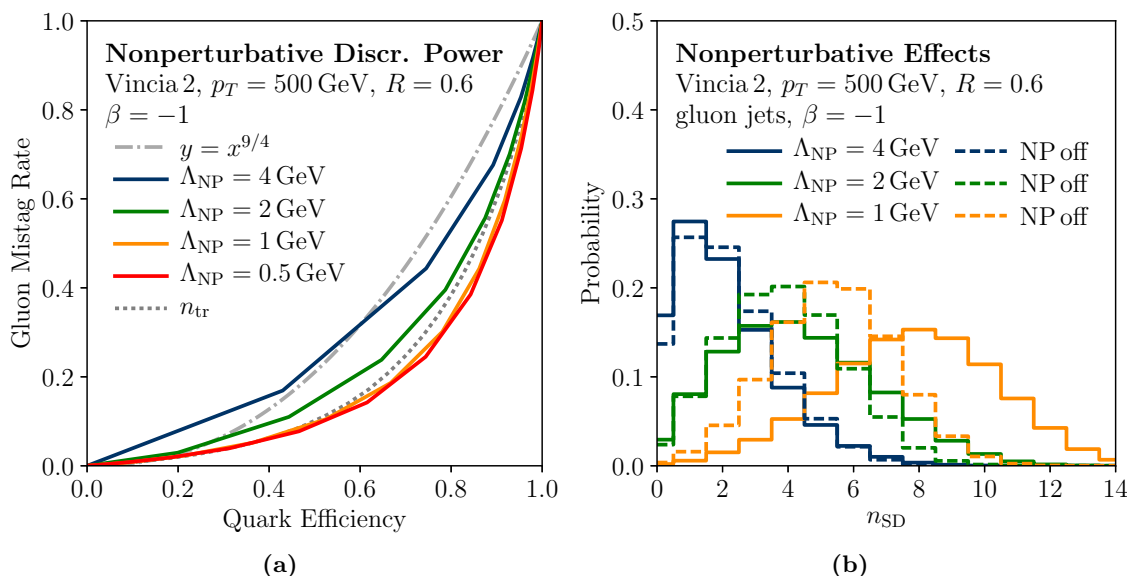 Nonperturbative Discr. Power
Vincia 2, p_T = 500 GeV, R = 0.6
β = −1
y = x^{9/4}
Λ_NP = 4 GeV
Λ_NP = 2 GeV
Λ_NP = 1 GeV
Λ_NP = 0.5 GeV
n_tr
1.0
0.8
0.6
0.4
0.2
0.0
Gluon Mistag Rate
0.0 0.2 0.4 0.6 0.8 1.0
Quark Efficiency
(a)
Nonperturbative Effects
Vincia 2, p_T = 500 GeV, R = 0.6
gluon jets, β = −1
Λ_NP = 4 GeV NP off
Λ_NP = 2 GeV NP off
Λ_NP = 1 GeV NP off
0.5
0.4
0.3
0.2
0.1
0.0
Probability
0 2 4 6 8 10 12 14
n_SD
(b)